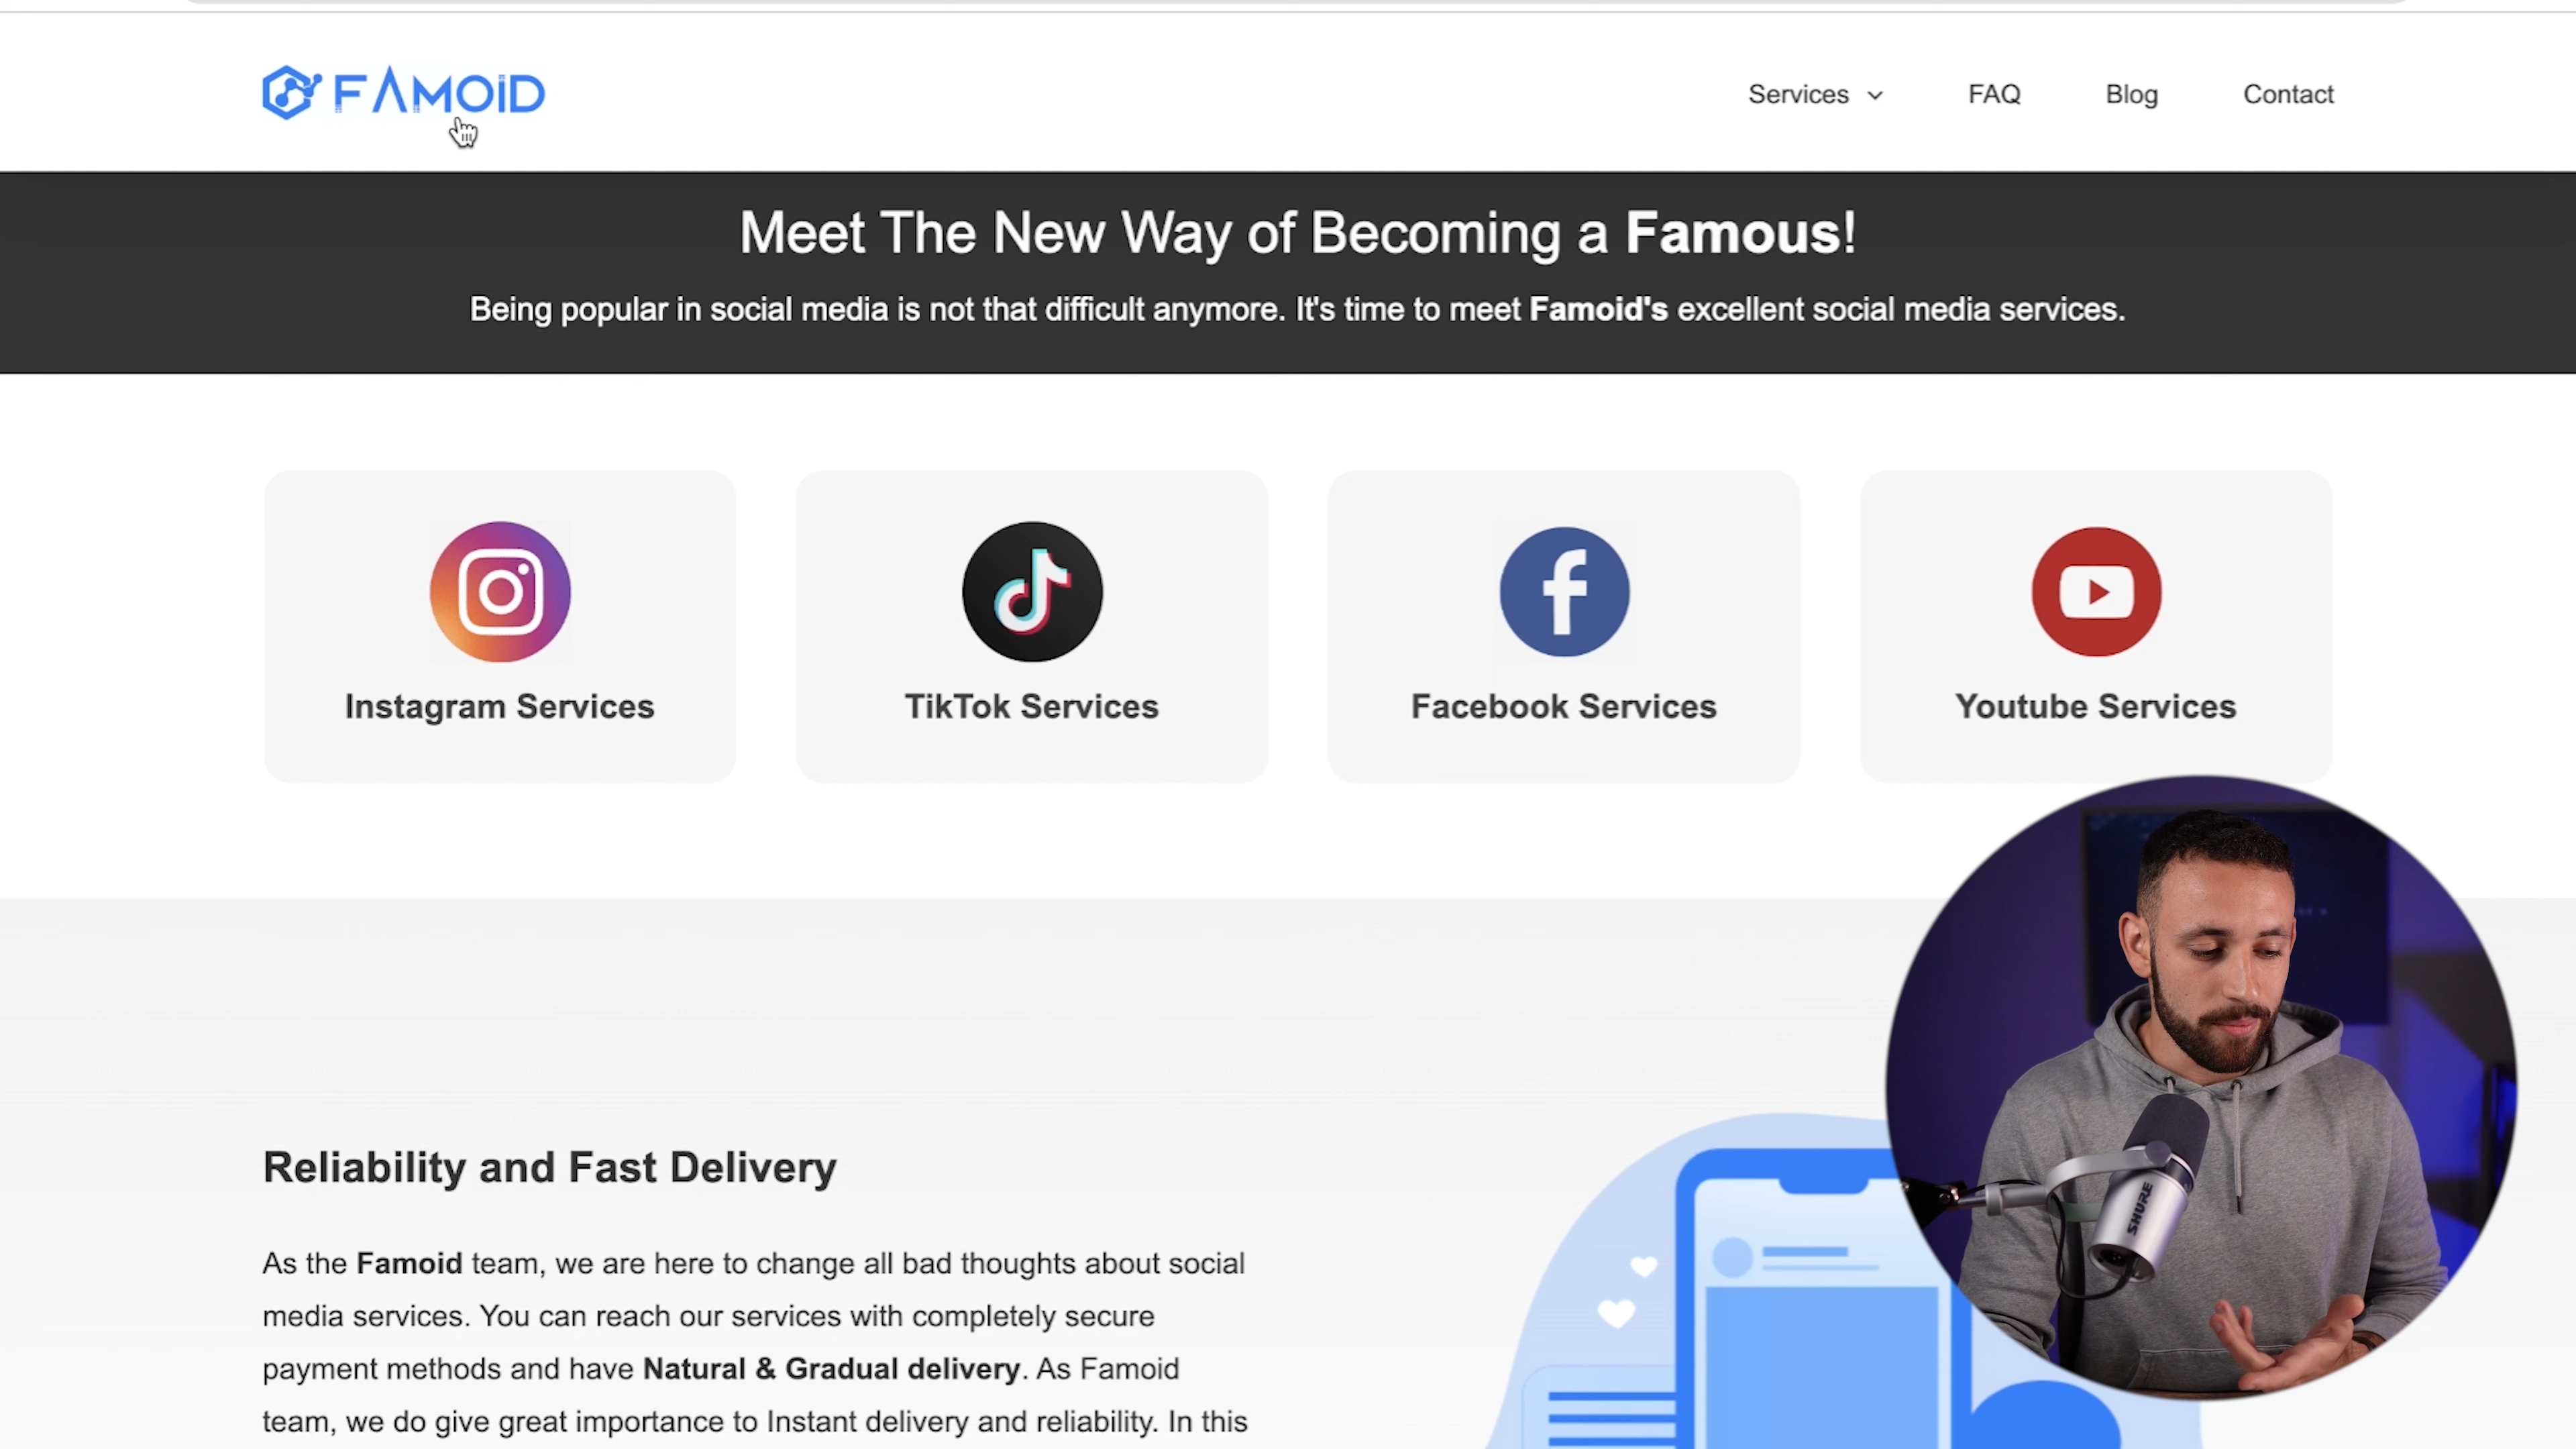 FAMOID
Services
FAQ
Blog
Contact
Meet The New Way of Becoming a Famous!
Being popular in social media is not that difficult anymore. It's time to meet Famoid's excellent social media services.
Instagram Services
TikTok Services
Facebook Services
Youtube Services
Reliability and Fast Delivery
As the Famoid team, we are here to change all bad thoughts about social
media services. You can reach our services with completely secure
payment methods and have Natural & Gradual delivery. As Famoid
team, we do give great importance to Instant delivery and reliability. In this
SHURE